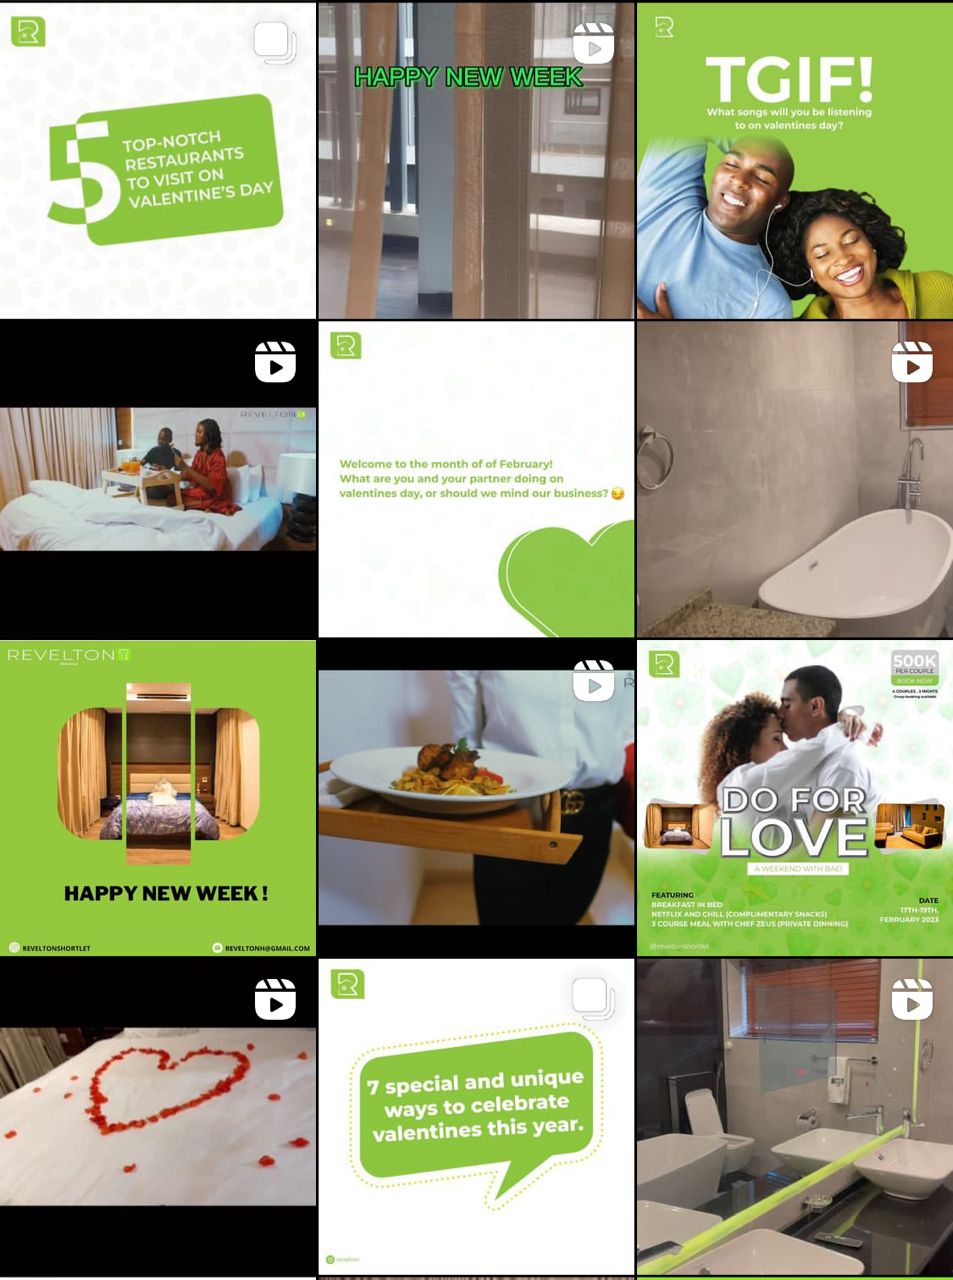 5
TOP-NOTCH
RESTAURANTS
TO VISIT ON
VALENTINE'S DAY
HAPPY NEW WEEK
TGIF!
What songs will you be listening
to on valentines day?
REVELTON
Welcome to the month of of February!
What are you and your partner doing on
valentines day, or should we mind our business? 😏
REVELTON
HAPPY NEW WEEK !
REVELTONSHORTLET
REVELTONH@GMAIL.COM
R
500K
PER COUPLE
BOOK NOW
4 COUPLES . 2 NIGHTS
Group booking available
DO FOR
LOVE
A WEEKEND WITH BAE!
FEATURING
BREAKFAST IN BED
NETFLIX AND CHILL (COMPLIMENTARY SNACKS)
3 COURSE MEAL WITH CHEF ZEUS (PRIVATE DINNING)
DATE
17TH-19TH,
FEBRUARY 2023
@reveltonshortlet
7 special and unique
ways to celebrate
valentines this year.
revelton